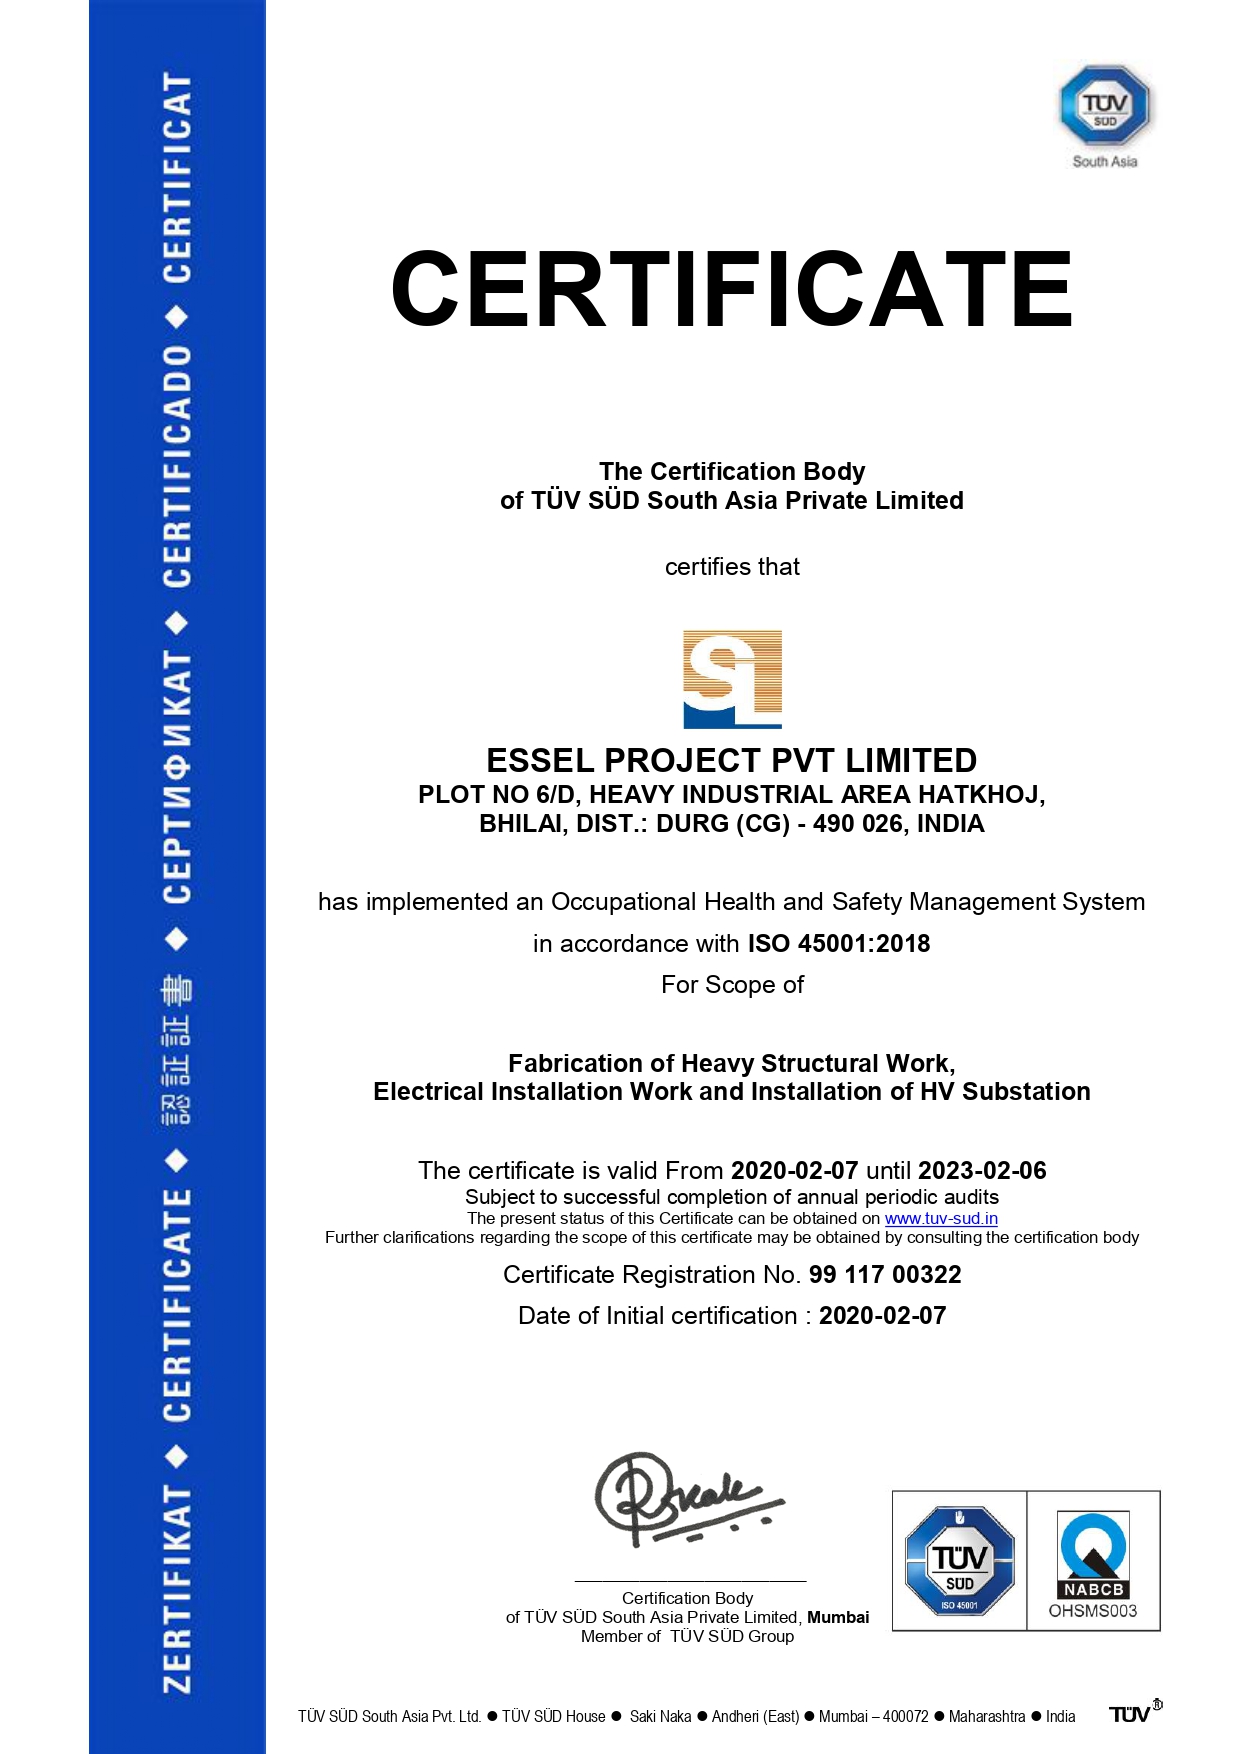 ZERTIFIKAT ◆ CERTIFICATE ◆ 認証証書 ◆ СЕРТИФИКАТ ◆ CERTIFICADO ◆ CERTIFICAT
TÜV
SÜD
South Asia
CERTIFICATE
The Certification Body
of TÜV SÜD South Asia Private Limited
certifies that
SL
ESSEL PROJECT PVT LIMITED
PLOT NO 6/D, HEAVY INDUSTRIAL AREA HATKHOJ,
BHILAI, DIST.: DURG (CG) - 490 026, INDIA
has implemented an Occupational Health and Safety Management System
in accordance with ISO 45001:2018
For Scope of
Fabrication of Heavy Structural Work,
Electrical Installation Work and Installation of HV Substation
The certificate is valid From 2020-02-07 until 2023-02-06
Subject to successful completion of annual periodic audits
The present status of this Certificate can be obtained on www.tuv-sud.in
Further clarifications regarding the scope of this certificate may be obtained by consulting the certification body
Certificate Registration No. 99 117 00322
Date of Initial certification : 2020-02-07
Certification Body
of TÜV SÜD South Asia Private Limited, Mumbai
Member of TÜV SÜD Group
TÜV
SÜD
ISO 45001
NABCB
OHSMS003
TÜV SÜD South Asia Pvt. Ltd. ● TÜV SÜD House ● Saki Naka ● Andheri (East) ● Mumbai – 400072 ● Maharashtra ● India
TÜV®